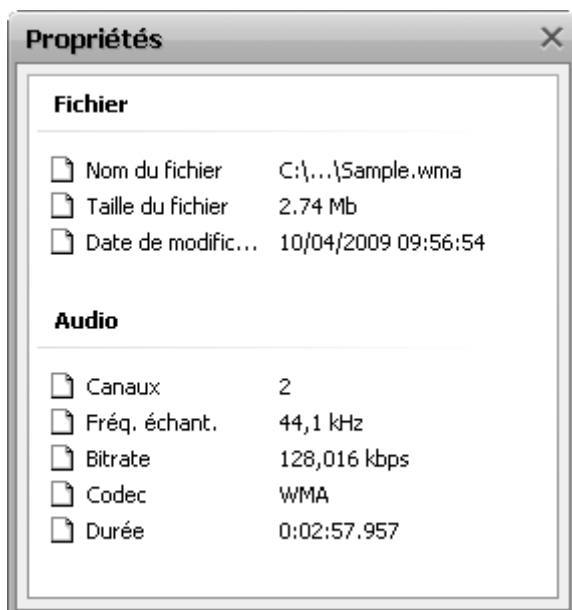 Propriétés
Fichier
Nom du fichier C:\...\Sample.wma
Taille du fichier 2.74 Mb
Date de modific... 10/04/2009 09:56:54
Audio
Canaux 2
Fréq. échant. 44,1 kHz
Bitrate 128,016 kbps
Codec WMA
Durée 0:02:57.957